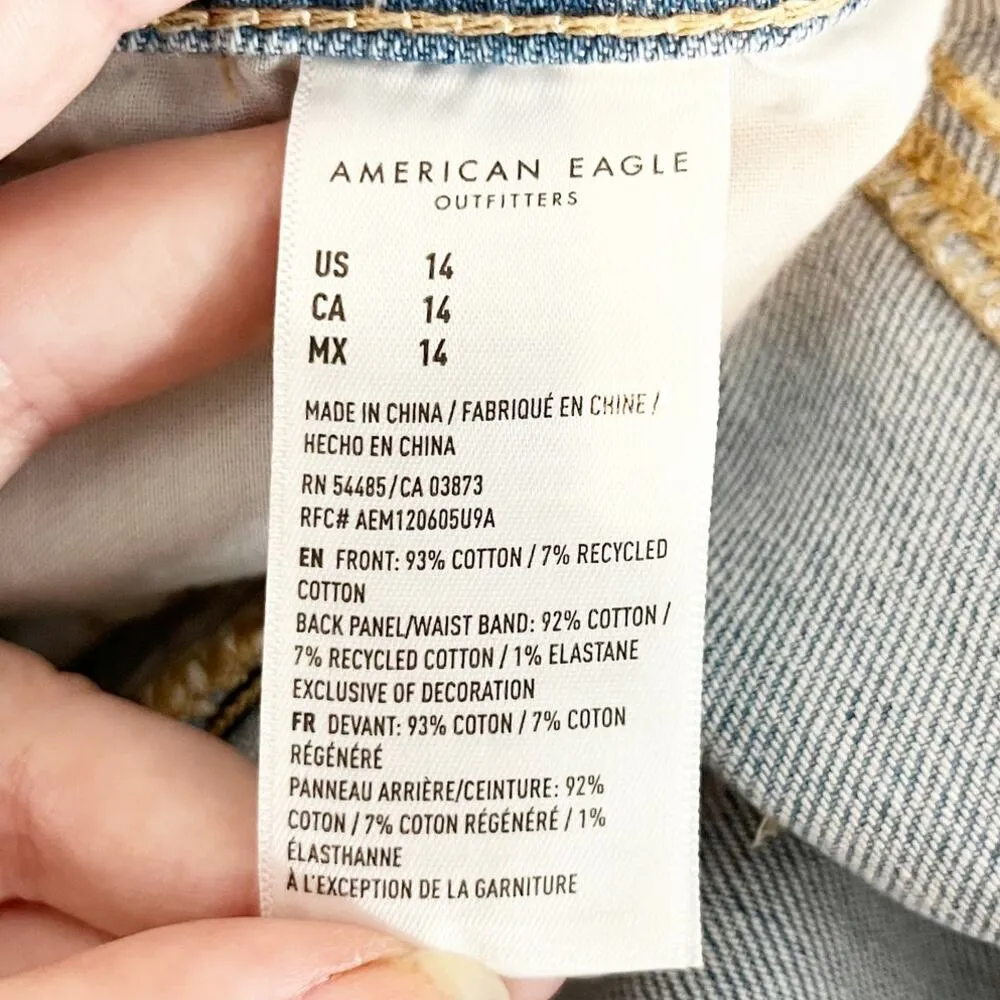 AMERICAN EAGLE
OUTFITTERS
US 14
CA 14
MX 14
MADE IN CHINA / FABRIQUÉ EN CHINE /
HECHO EN CHINA
RN 54485/CA 03873
RFC# AEM120605U9A
EN FRONT: 93% COTTON / 7% RECYCLED
COTTON
BACK PANEL/WAIST BAND: 92% COTTON /
7% RECYCLED COTTON / 1% ELASTANE
EXCLUSIVE OF DECORATION
FR DEVANT: 93% COTON / 7% COTON
RÉGÉNÉRÉ
PANNEAU ARRIÈRE/CEINTURE: 92%
COTON / 7% COTON RÉGÉNÉRÉ / 1%
ÉLASTHANNE
À L'EXCEPTION DE LA GARNITURE